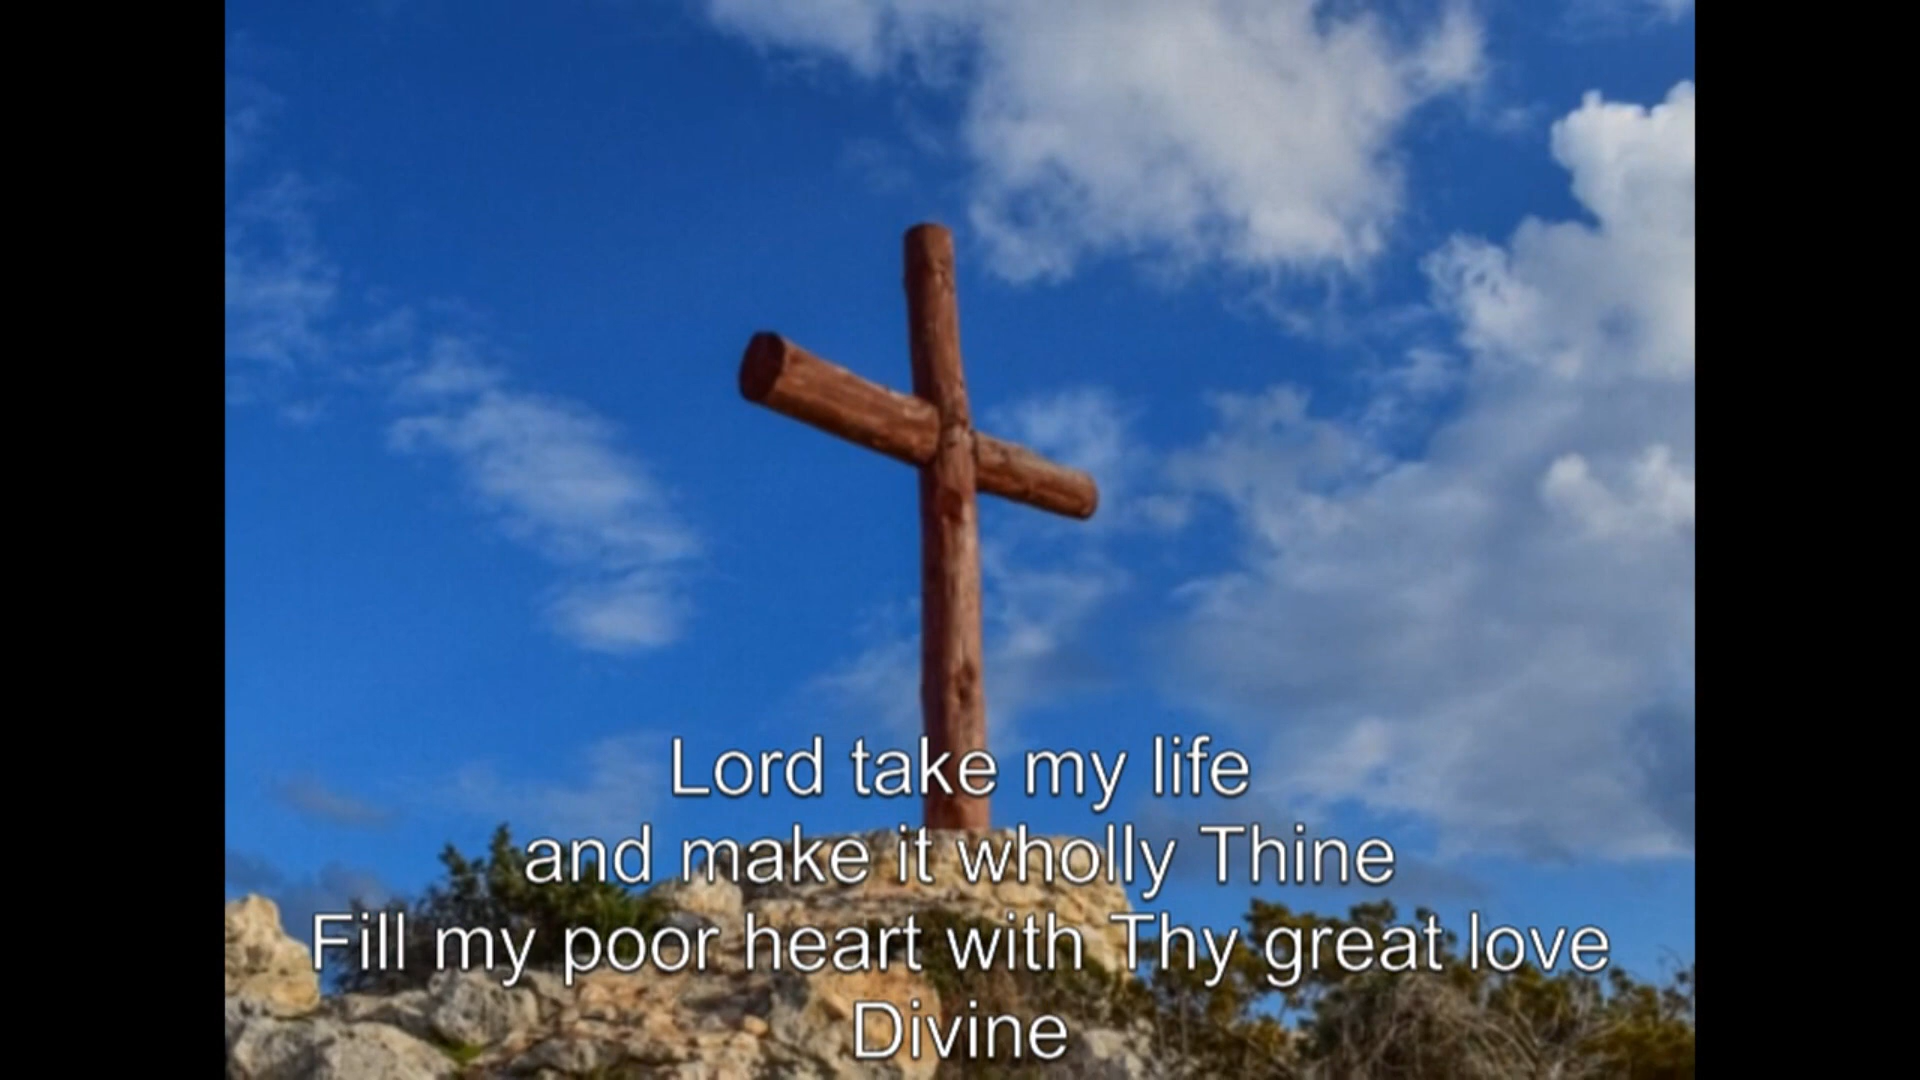 Lord take my life
and make it wholly Thine
Fill my poor heart with Thy great love
Divine